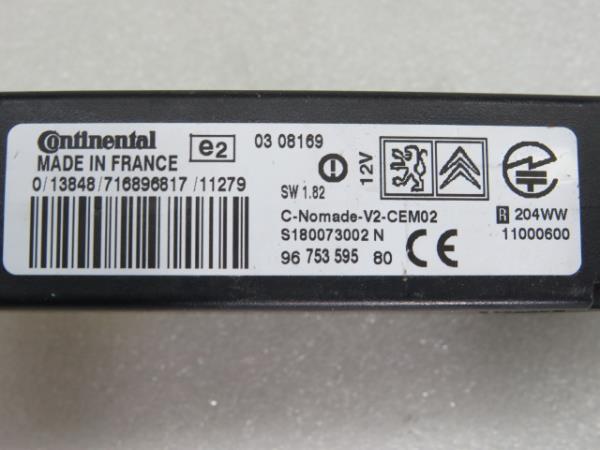 Continental
MADE IN FRANCE
e2
03 08169
0/13848/716896817/11279
SW 1.82
12V
C-Nomade-V2-CEM02
S180073002 N
96 753 595 80
CE
R 204WW
11000600